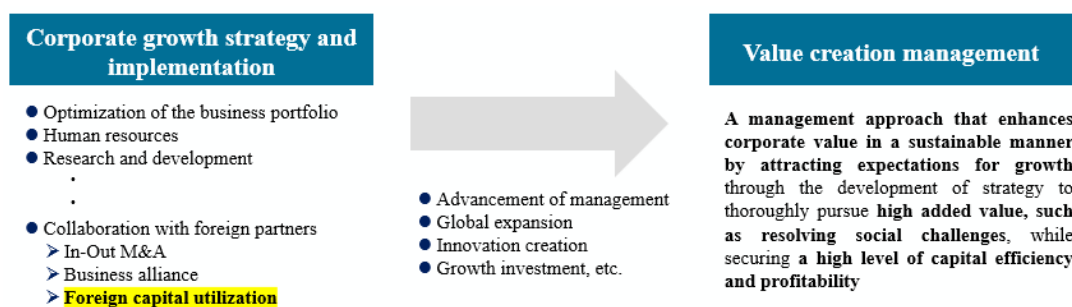 Corporate growth strategy and
implementation
● Optimization of the business portfolio
● Human resources
● Research and development
・
・
● Collaboration with foreign partners
➢ In-Out M&A
➢ Business alliance
➢ Foreign capital utilization
● Advancement of management
● Global expansion
● Innovation creation
● Growth investment, etc.
Value creation management
A management approach that enhances
corporate value in a sustainable manner
by attracting expectations for growth
through the development of strategy to
thoroughly pursue high added value, such
as resolving social challenges, while
securing a high level of capital efficiency
and profitability